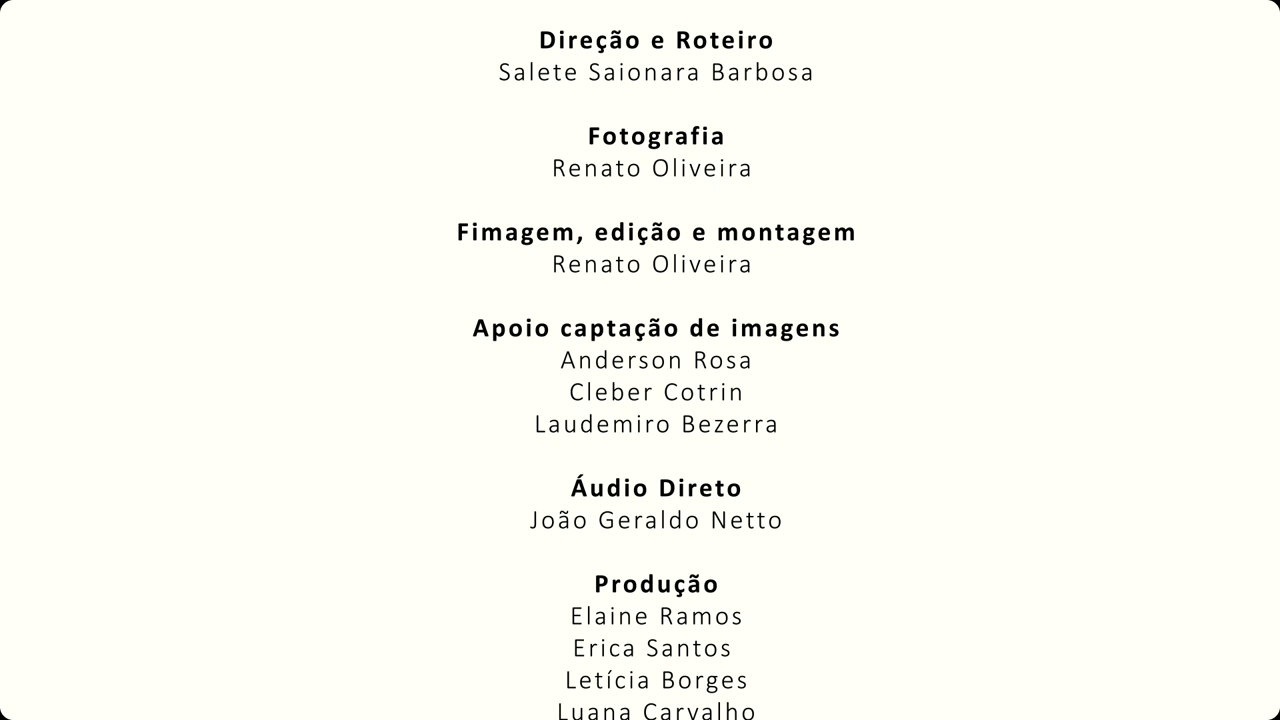 Direção e Roteiro
Salete Saionara Barbosa
Fotografia
Renato Oliveira
Fimagem, edição e montagem
Renato Oliveira
Apoio captação de imagens
Anderson Rosa
Cleber Cotrin
Laudemiro Bezerra
Áudio Direto
João Geraldo Netto
Produção
Elaine Ramos
Erica Santos
Letícia Borges
Luana Carvalho